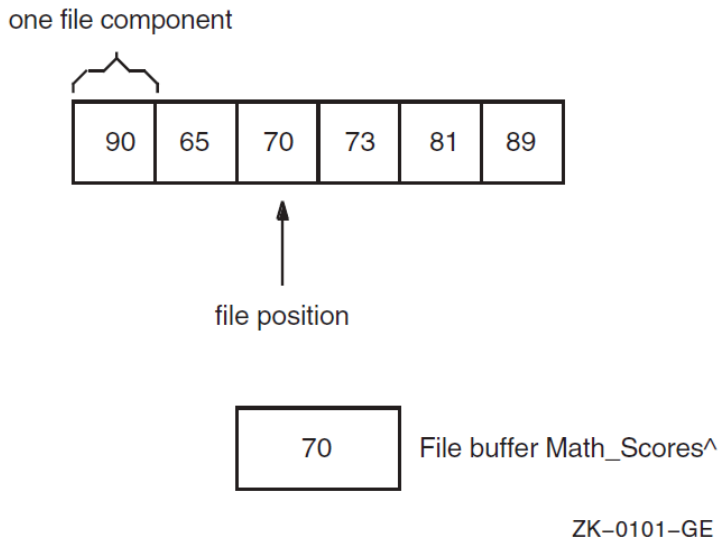 one file component
90 65 70 73 81 89
file position
70 File buffer Math_Scores^
ZK–0101–GE